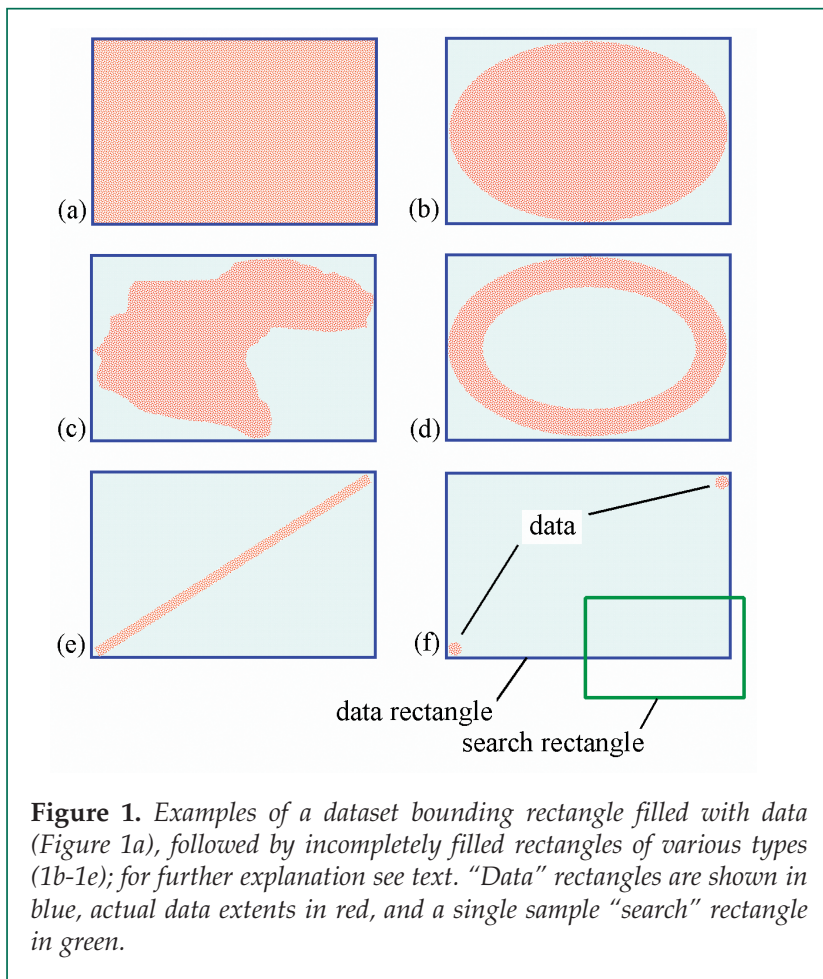 (a)
(b)
(c)
(d)
(e)
data
(f)
data rectangle
search rectangle
Figure 1. Examples of a dataset bounding rectangle filled with data
(Figure 1a), followed by incompletely filled rectangles of various types
(1b-1e); for further explanation see text. “Data” rectangles are shown in
blue, actual data extents in red, and a single sample “search” rectangle
in green.